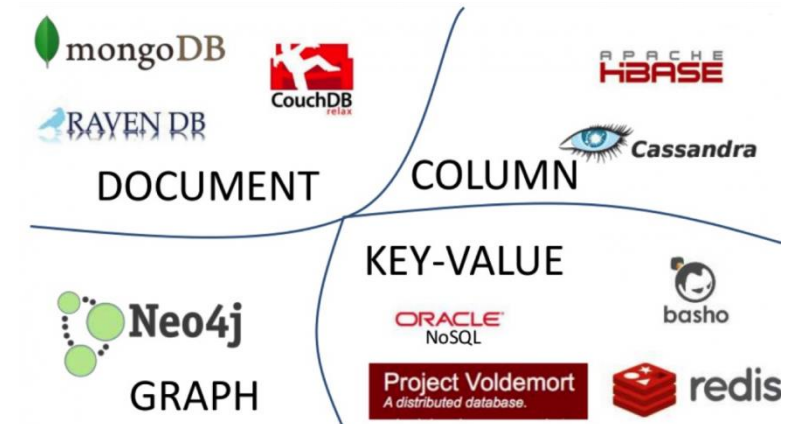 mongoDB
CouchDB
relax
RAVEN DB
DOCUMENT
APACHE
HBASE
Cassandra
COLUMN
Neo4j
GRAPH
KEY-VALUE
ORACLE
NoSQL
basho
Project Voldemort
A distributed database.
redis